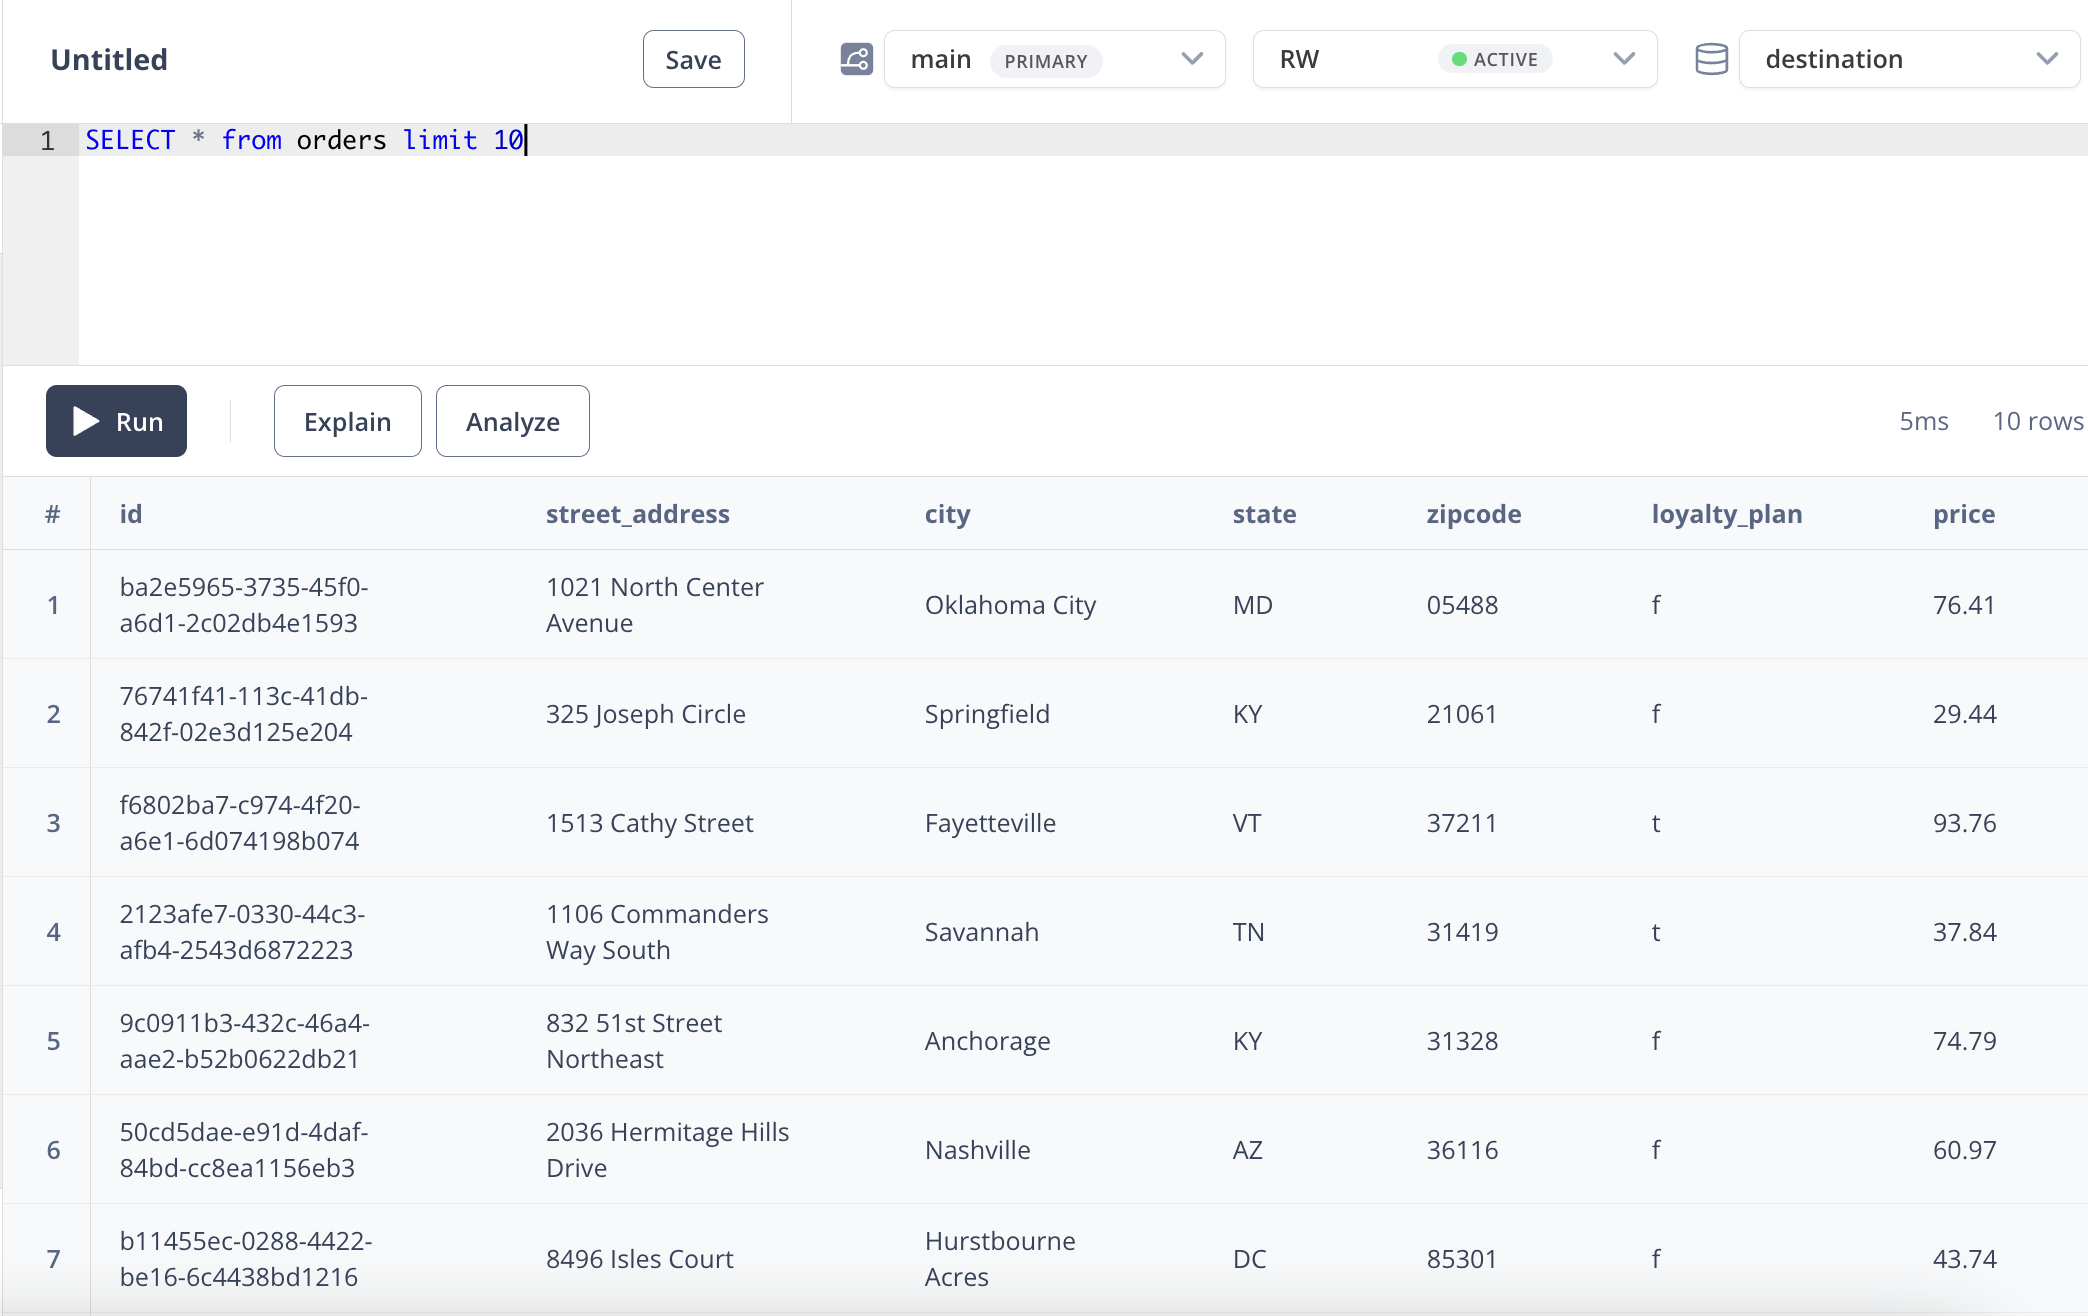 Untitled Save main PRIMARY RW ACTIVE destination
1 SELECT * from orders limit 10
Run Explain Analyze 5ms 10 rows
# id street_address city state zipcode loyalty_plan price
1 ba2e5965-3735-45f0-a6d1-2c02db4e1593 1021 North Center Avenue Oklahoma City MD 05488 f 76.41
2 76741f41-113c-41db-842f-02e3d125e204 325 Joseph Circle Springfield KY 21061 f 29.44
3 f6802ba7-c974-4f20-a6e1-6d074198b074 1513 Cathy Street Fayetteville VT 37211 t 93.76
4 2123afe7-0330-44c3-afb4-2543d6872223 1106 Commanders Way South Savannah TN 31419 t 37.84
5 9c0911b3-432c-46a4-aae2-b52b0622db21 832 51st Street Northeast Anchorage KY 31328 f 74.79
6 50cd5dae-e91d-4daf-84bd-cc8ea1156eb3 2036 Hermitage Hills Drive Nashville AZ 36116 f 60.97
7 b11455ec-0288-4422-be16-6c4438bd1216 8496 Isles Court Hurstbourne Acres DC 85301 f 43.74